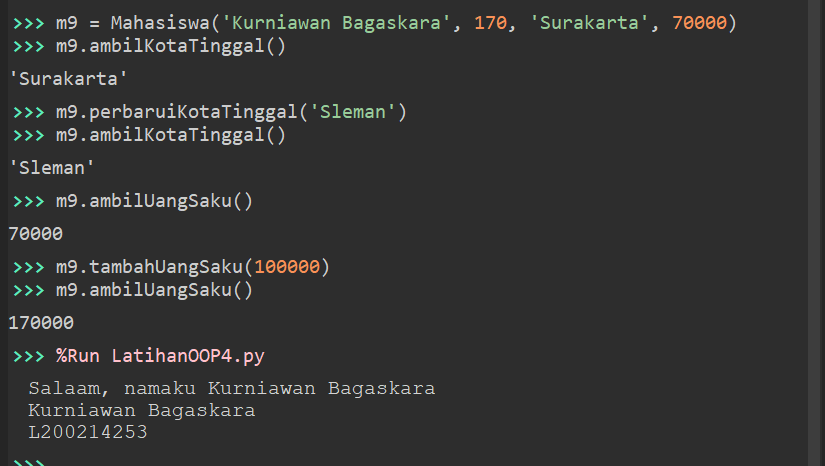 >>> m9 = Mahasiswa('Kurniawan Bagaskara', 170, 'Surakarta', 70000)
>>> m9.ambilKotaTinggal()
'Surakarta'
>>> m9.perbaruiKotaTinggal('Sleman')
>>> m9.ambilKotaTinggal()
'Sleman'
>>> m9.ambilUangSaku()
70000
>>> m9.tambahUangSaku(100000)
>>> m9.ambilUangSaku()
170000
>>> %Run LatihanOOP4.py
Salaam, namaku Kurniawan Bagaskara
Kurniawan Bagaskara
L200214253
>>>